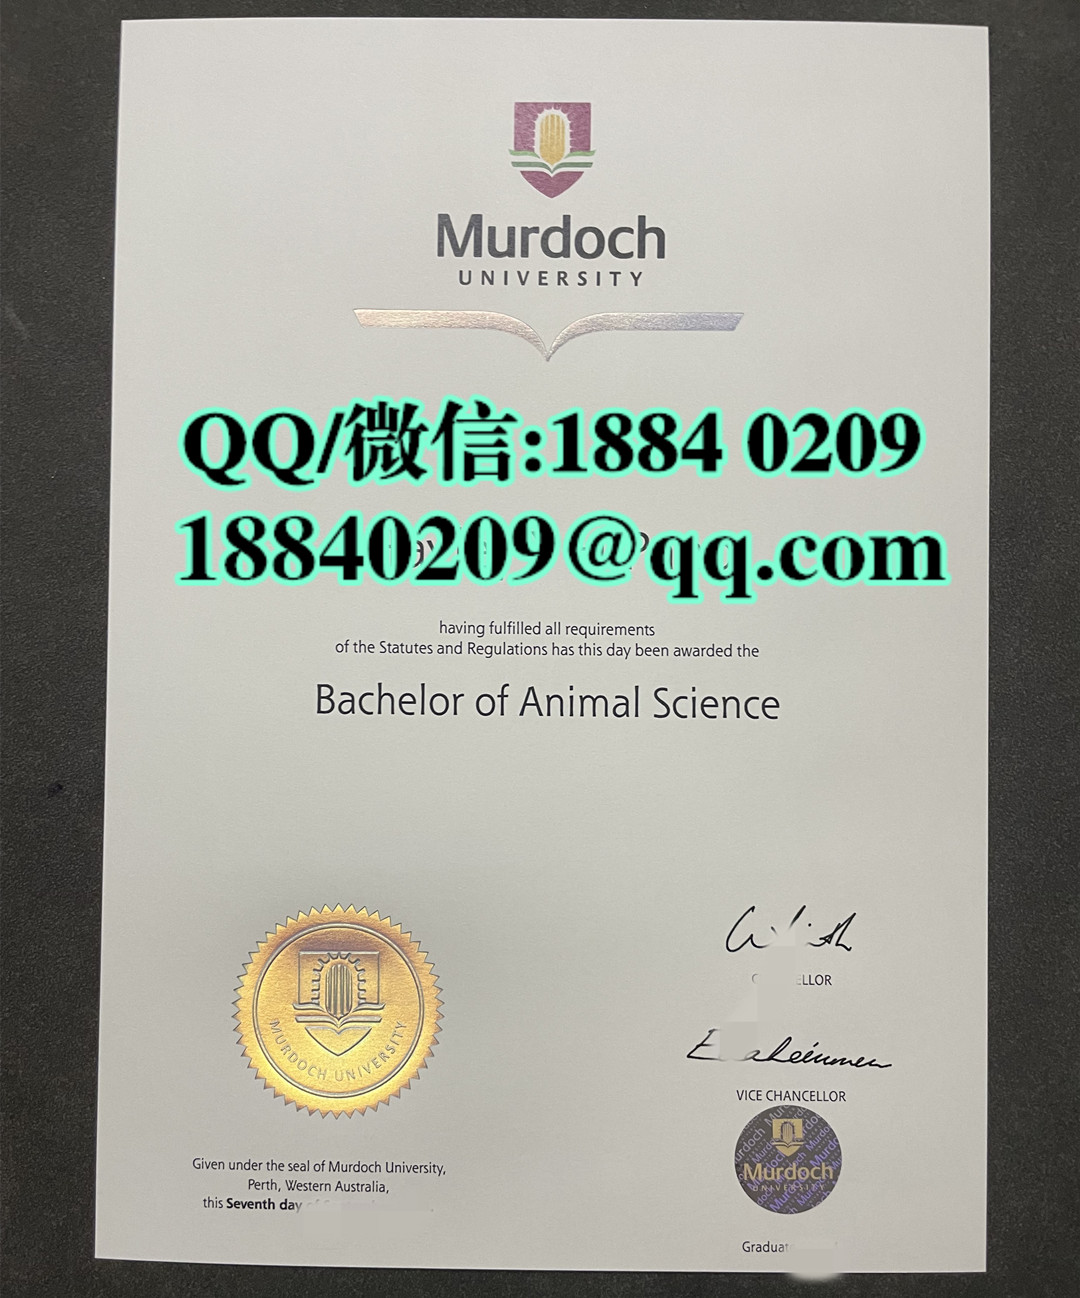 Murdoch
UNIVERSITY
QQ/微信:1884 0209
18840209@qq.com
having fulfilled all requirements
of the Statutes and Regulations has this day been awarded the
Bachelor of Animal Science
MURDOCH UNIVERSITY
VICE CHANCELLOR
Murdoch
UNIVERSITY
Given under the seal of Murdoch University,
Perth, Western Australia,
this Seventh day